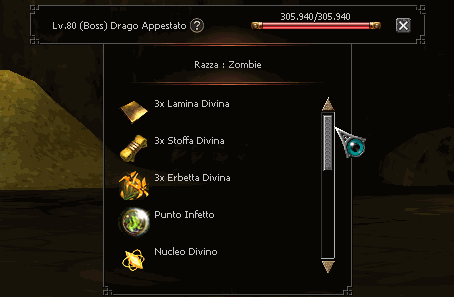 Lv.80 (Boss) Drago Appestato ?
305.940/305.940
Razza : Zombie
3x Lamina Divina
3x Stoffa Divina
3x Erbetta Divina
Punto Infetto
Nucleo Divino